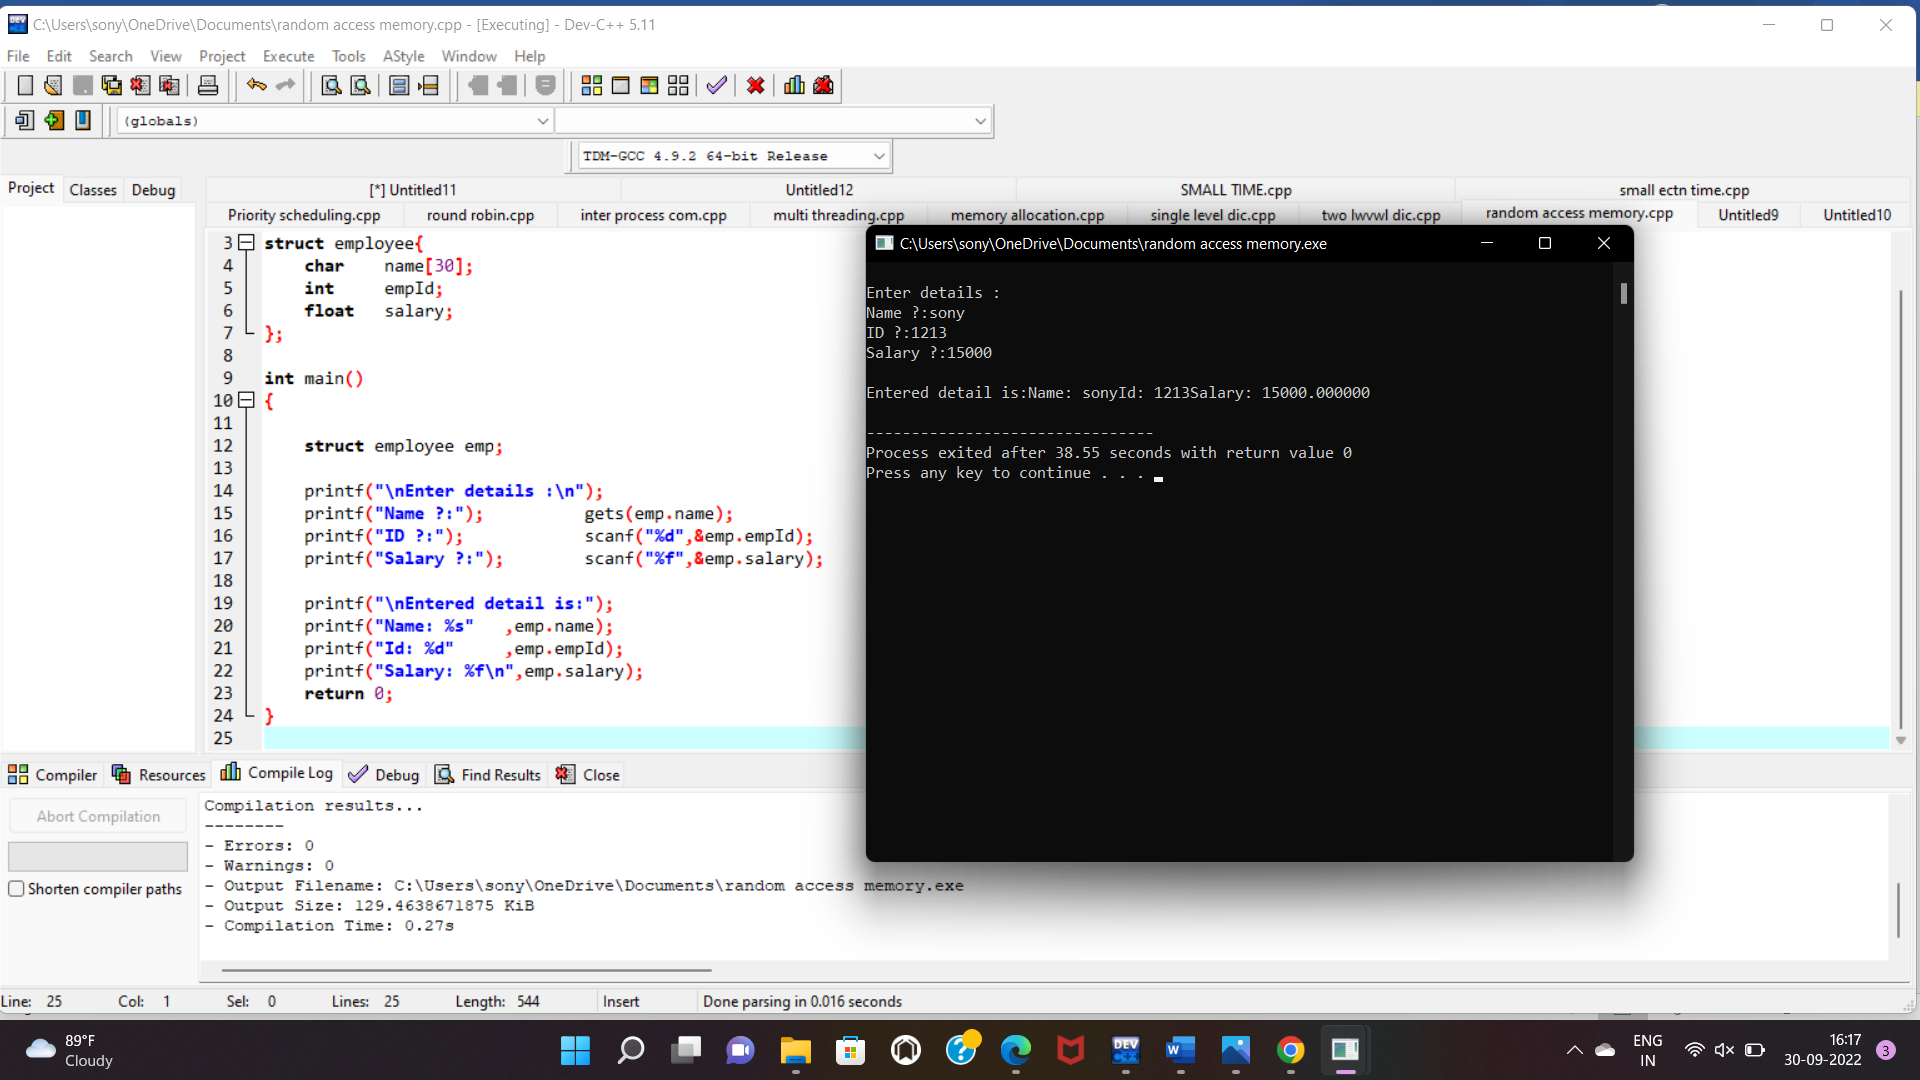 C:\Users\sony\OneDrive\Documents\random access memory.cpp - [Executing] - Dev-C++ 5.11
File Edit Search View Project Execute Tools AStyle Window Help
(globals)
TDM-GCC 4.9.2 64-bit Release
Project Classes Debug
[*] Untitled11 Untitled12 SMALL TIME.cpp small ectn time.cpp
Priority scheduling.cpp round robin.cpp inter process com.cpp multi threading.cpp memory allocation.cpp single level dic.cpp two lwvwl dic.cpp random access memory.cpp Untitled9 Untitled10
3 struct employee{
4 char name[30];
5 int empId;
6 float salary;
7 };
8
9 int main()
10 {
11
12 struct employee emp;
13
14 printf("\nEnter details :\n");
15 printf("Name ?:"); gets(emp.name);
16 printf("ID ?:"); scanf("%d",&emp.empId);
17 printf("Salary ?:"); scanf("%f",&emp.salary);
18
19 printf("\nEntered detail is:");
20 printf("Name: %s" ,emp.name);
21 printf("Id: %d" ,emp.empId);
22 printf("Salary: %f\n",emp.salary);
23 return 0;
24 }
25
C:\Users\sony\OneDrive\Documents\random access memory.exe
Enter details :
Name ?:sony
ID ?:1213
Salary ?:15000
Entered detail is:Name: sonyId: 1213Salary: 15000.000000
--------------------------------
Process exited after 38.55 seconds with return value 0
Press any key to continue . . .
Compiler Resources Compile Log Debug Find Results Close
Abort Compilation
Shorten compiler paths
Compilation results...
--------
- Errors: 0
- Warnings: 0
- Output Filename: C:\Users\sony\OneDrive\Documents\random access memory.exe
- Output Size: 129.4638671875 KiB
- Compilation Time: 0.27s
Line: 25 Col: 1 Sel: 0 Lines: 25 Length: 544 Insert Done parsing in 0.016 seconds
89°F
Cloudy
DEV
C++
W
ENG
IN
16:17
30-09-2022
3